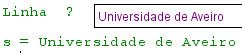 Linha ? Universidade de Aveiro
s = Universidade de Aveiro